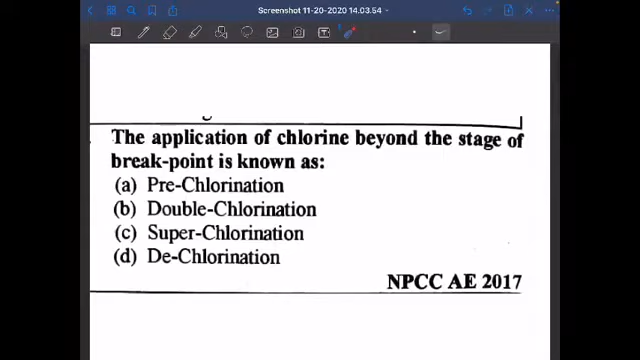 Screenshot 11-20-2020 14.03.54
The application of chlorine beyond the stage of
break-point is known as:
(a) Pre-Chlorination
(b) Double-Chlorination
(c) Super-Chlorination
(d) De-Chlorination
NPCC AE 2017